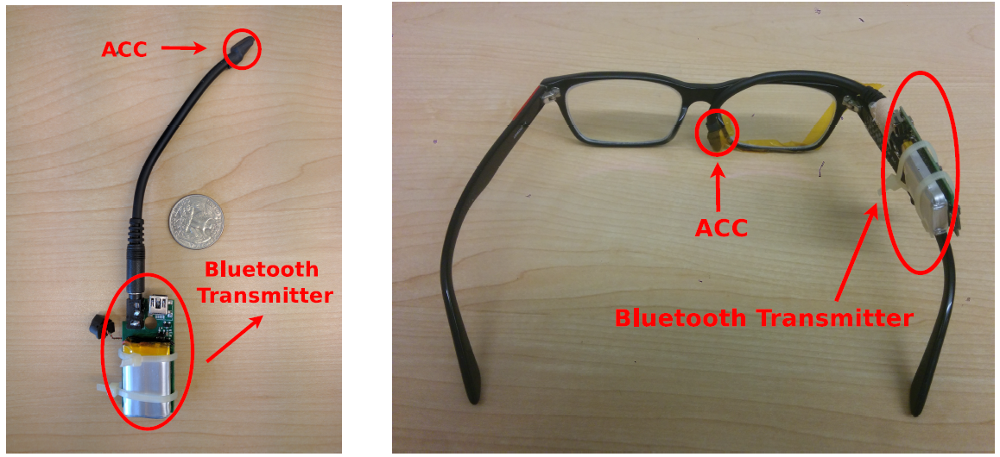 ACC
Bluetooth
Transmitter
ACC
Bluetooth Transmitter